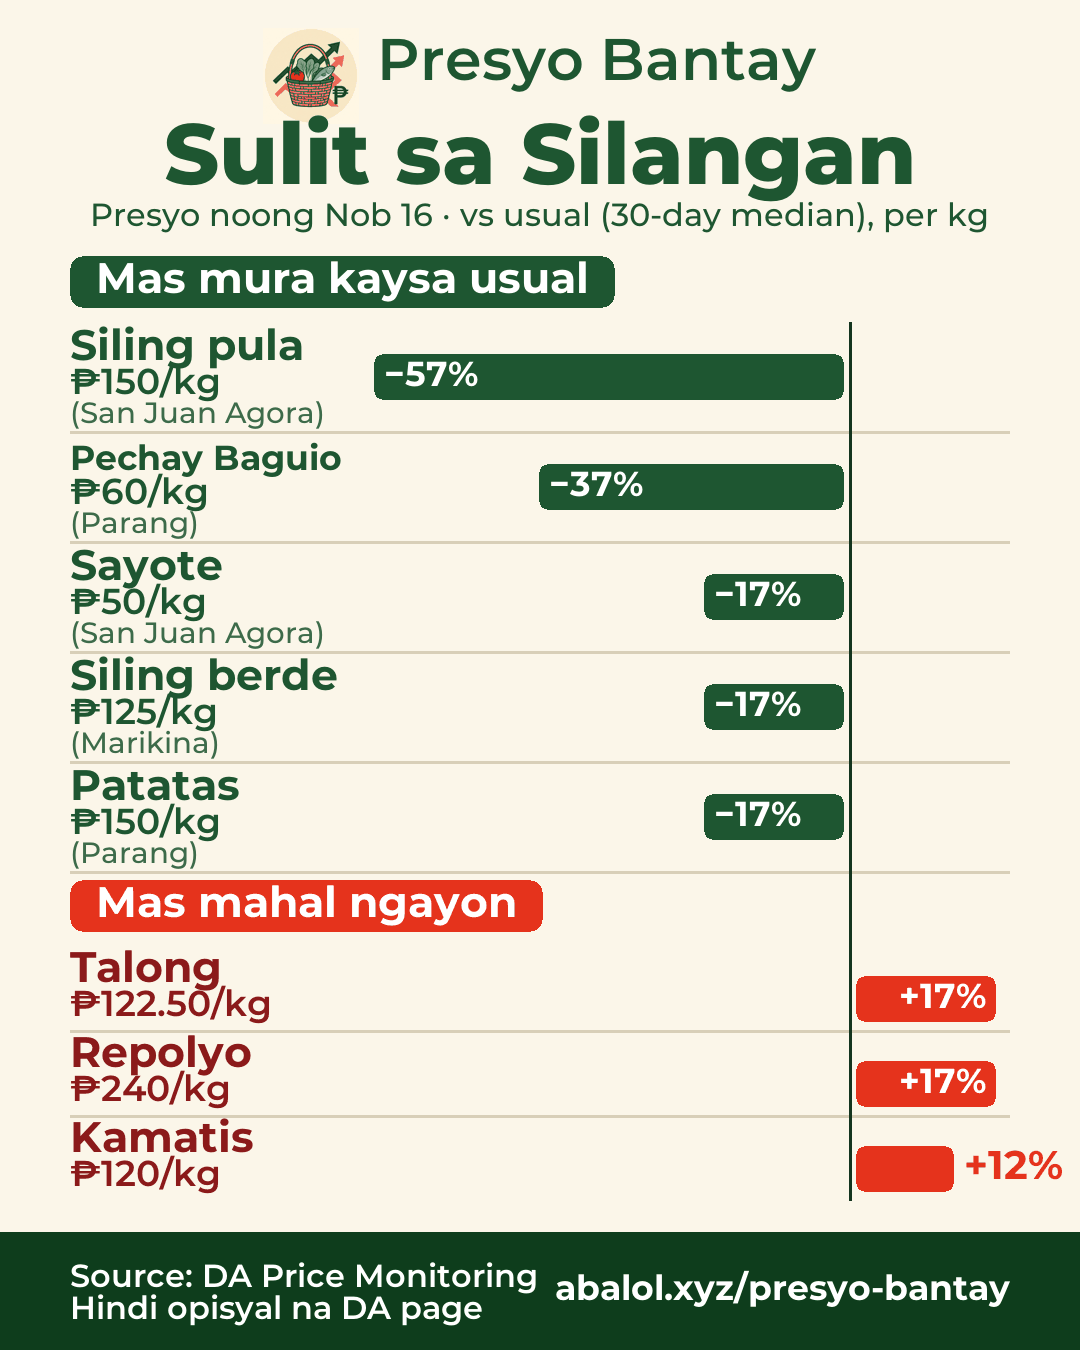 Presyo Bantay
Sulit sa Silangan
Presyo noong Nob 16 · vs usual (30-day median), per kg
Mas mura kaysa usual
Siling pula
₱150/kg
(San Juan Agora)
−57%
Pechay Baguio
₱60/kg
(Parang)
−37%
Sayote
₱50/kg
(San Juan Agora)
−17%
Siling berde
₱125/kg
(Marikina)
−17%
Patatas
₱150/kg
(Parang)
−17%
Mas mahal ngayon
Talong
₱122.50/kg
+17%
Repolyo
₱240/kg
+17%
Kamatis
₱120/kg
+12%
Source: DA Price Monitoring
Hindi opisyal na DA page
abalol.xyz/presyo-bantay